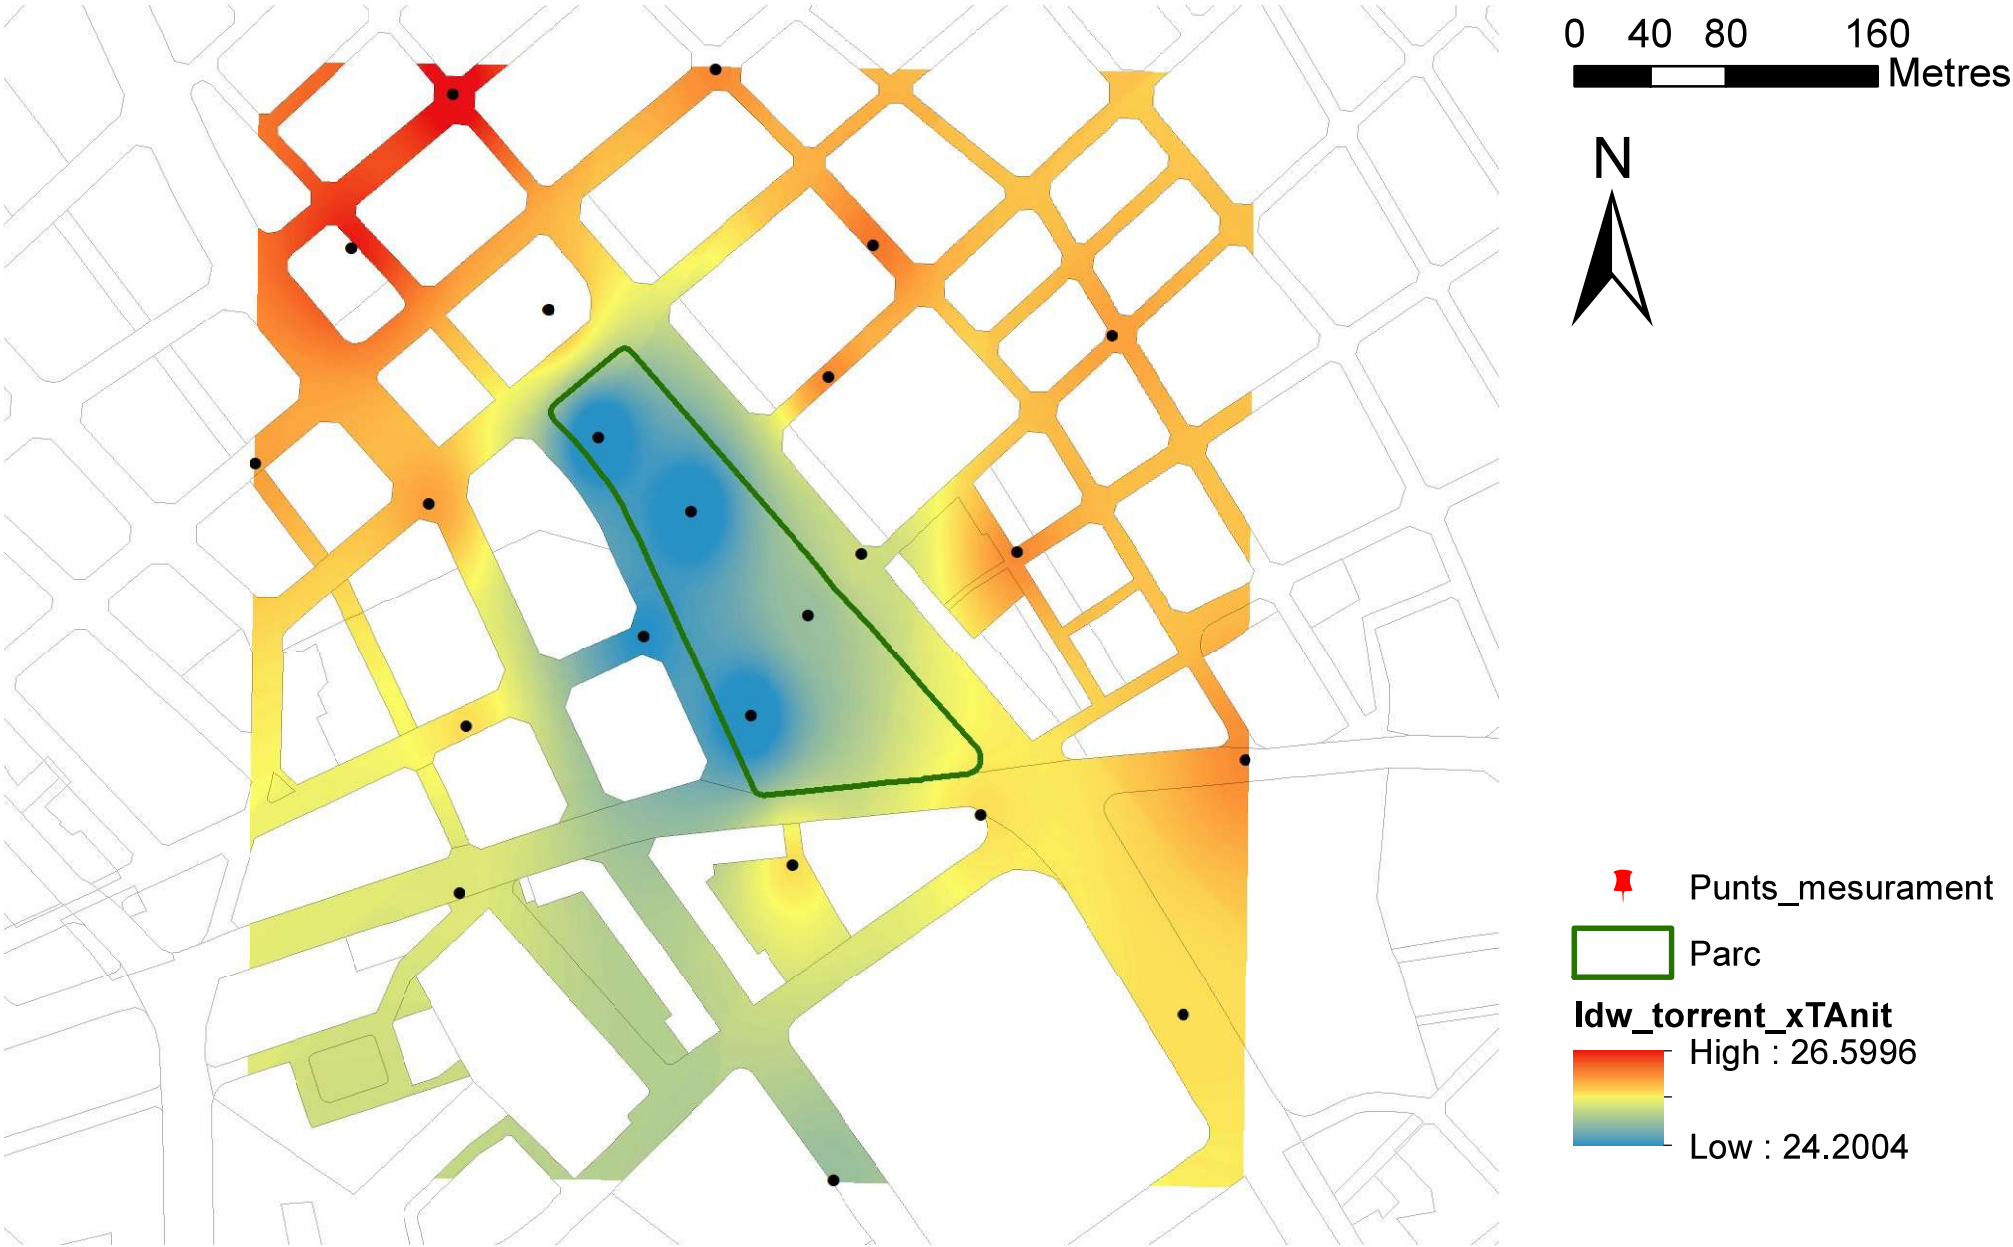 0 40 80 160
Metres
N
Punts_mesurament
Parc
Idw_torrent_xTAnit
High : 26.5996
Low : 24.2004